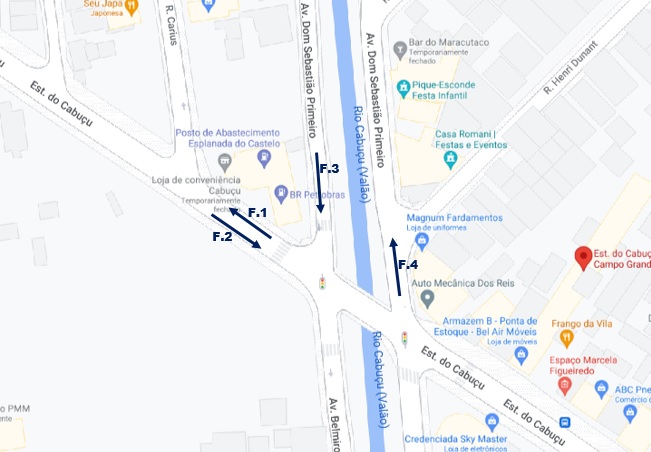 Seu Japa
Japonesa
R. Carius
Est. do Cabuçu
Posto de Abastecimento
Esplanada do Castelo
Loja de conveniência
Cabuçu
Temporariamente
fechado
BR Petrobras
F.1
F.2
F.3
F.4
Av. Dom Sebastião Primeiro
Rio Cabuçu (Valão)
Av. Dom Sebastião Primeiro
Bar do Maracutaco
Temporariamente
fechado
R. Henri Dunant
Pique-Esconde
Festa Infantil
Casa Romani |
Festas e Eventos
Magnum Fardamentos
Loja de uniformes
Est. do Cabuç
Campo Grand
Auto Mecânica Dos Reis
Armazem B - Ponta de
Estoque - Bel Air Móveis
Loja de móveis
Frango da Vila
Espaço Marcela
Figueiredo
Est. do Cabuçu
Est. do Cabuçu
ABC Pne
Comércio d
Rio Cabuçu (Valão)
Av. Belmiro
Credenciada Sky Master
Loja de eletrônicos
o PMM